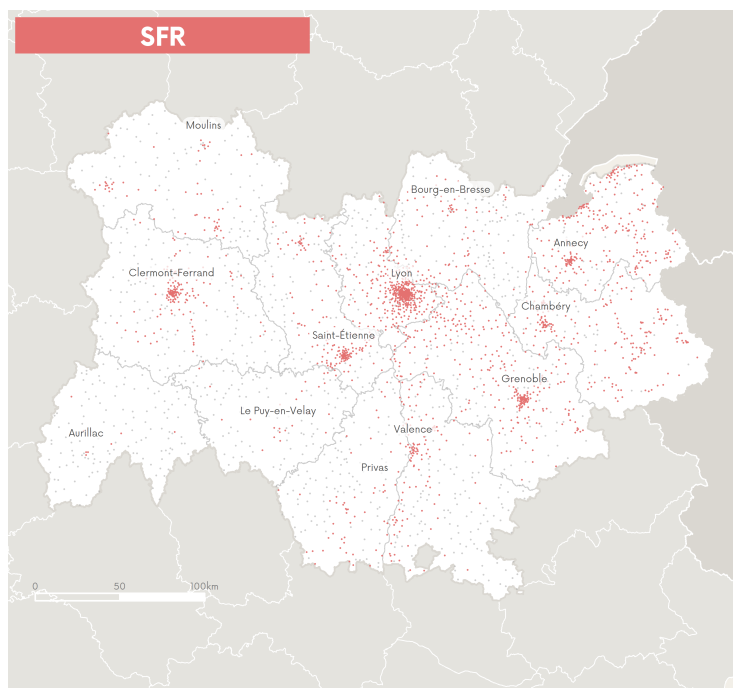 SFR
Moulins
Bourg-en-Bresse
Annecy
Clermont-Ferrand
Lyon
Chambéry
Saint-Étienne
Grenoble
Le Puy-en-Velay
Aurillac
Valence
Privas
0 50 100km